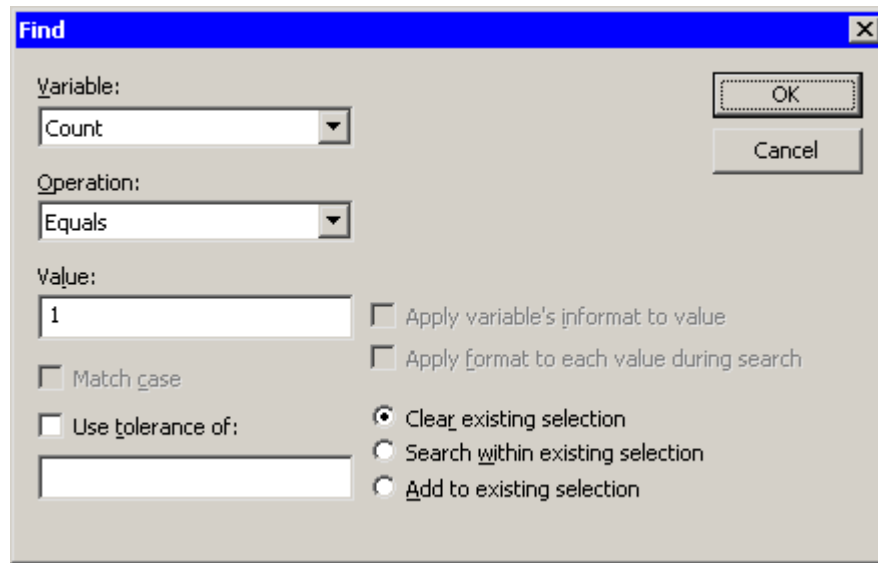 Find
Variable:
OK
Count
Cancel
Operation:
Equals
Value:
1
Apply variable's informat to value
Apply format to each value during search
Match case
Use tolerance of:
Clear existing selection
Search within existing selection
Add to existing selection